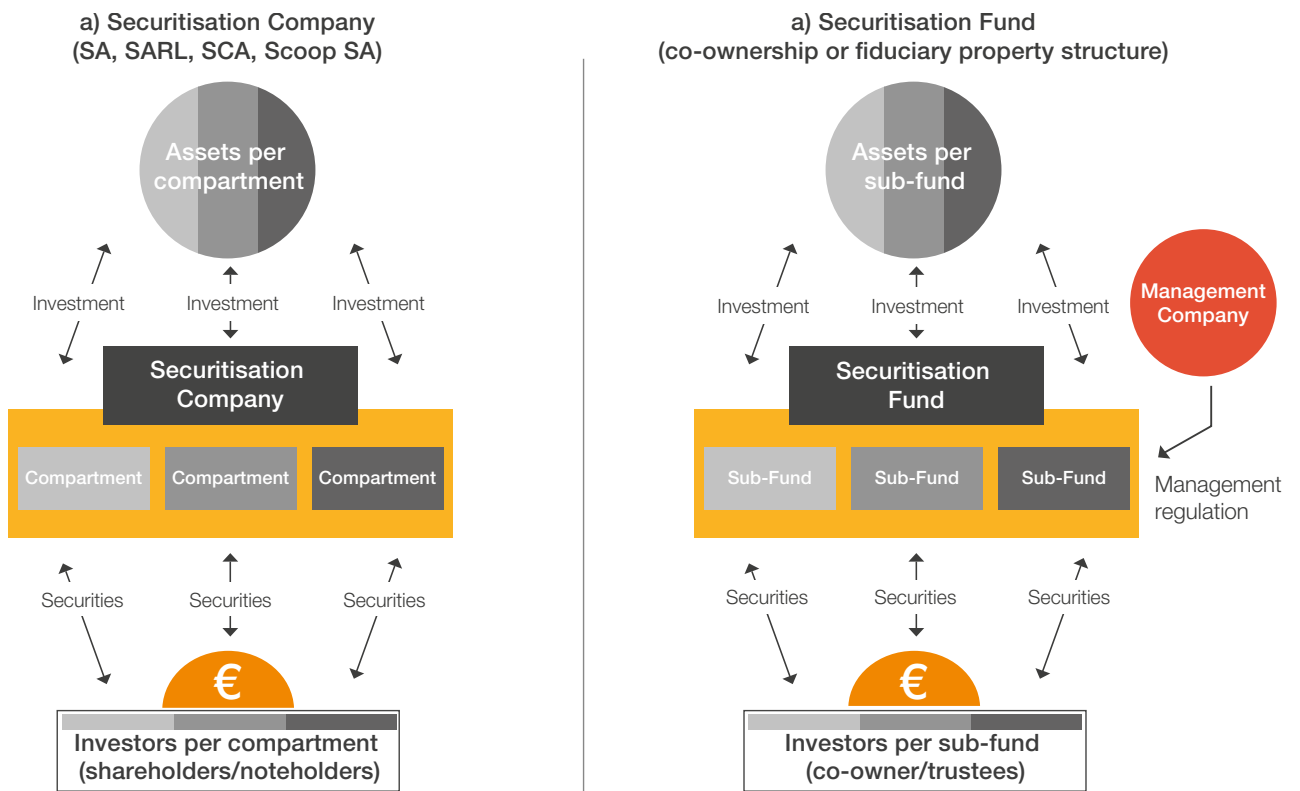 a) Securitisation Company
(SA, SARL, SCA, Scoop SA)
Assets per
compartment
Investment
Investment
Investment
Securitisation
Company
Compartment
Compartment
Compartment
Securities
Securities
Securities
€
Investors per compartment
(shareholders/noteholders)
a) Securitisation Fund
(co-ownership or fiduciary property structure)
Assets per
sub-fund
Investment
Investment
Investment
Management
Company
Securitisation
Fund
Sub-Fund
Sub-Fund
Sub-Fund
Management
regulation
Securities
Securities
Securities
€
Investors per sub-fund
(co-owner/trustees)